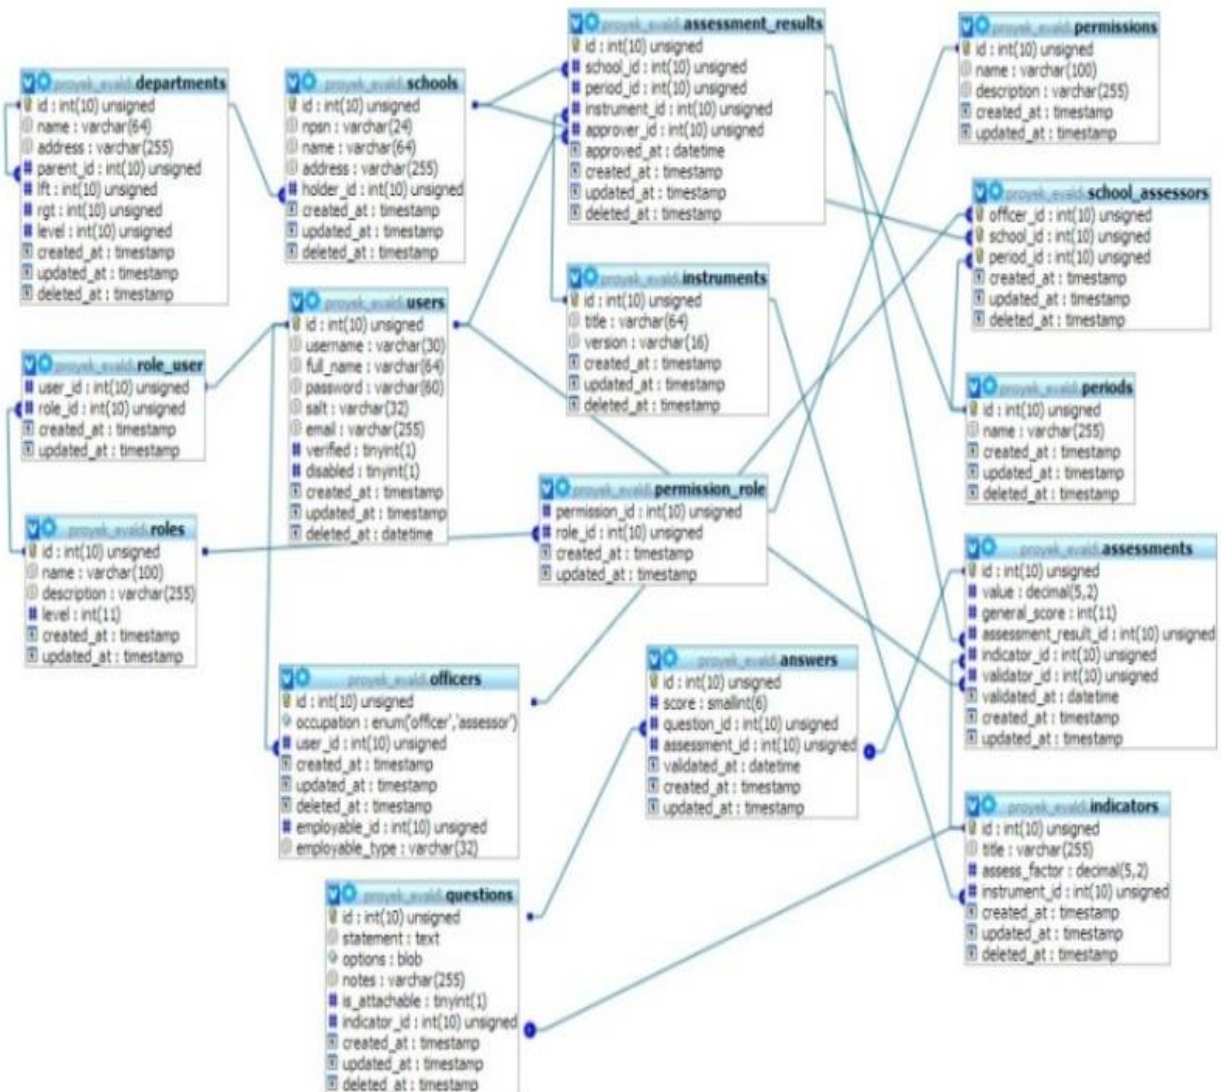 proyek_evaldi.departments
id : int(10) unsigned
name : varchar(64)
address : varchar(255)
parent_id : int(10) unsigned
lft : int(10) unsigned
rgt : int(10) unsigned
level : int(10) unsigned
created_at : timestamp
updated_at : timestamp
deleted_at : timestamp
proyek_evaldi.schools
id : int(10) unsigned
npsn : varchar(24)
name : varchar(64)
address : varchar(255)
holder_id : int(10) unsigned
created_at : timestamp
updated_at : timestamp
deleted_at : timestamp
proyek_evaldi.assessment_results
id : int(10) unsigned
school_id : int(10) unsigned
period_id : int(10) unsigned
instrument_id : int(10) unsigned
approver_id : int(10) unsigned
approved_at : datetime
created_at : timestamp
updated_at : timestamp
deleted_at : timestamp
proyek_evaldi.permissions
id : int(10) unsigned
name : varchar(100)
description : varchar(255)
created_at : timestamp
updated_at : timestamp
proyek_evaldi.school_assessors
officer_id : int(10) unsigned
school_id : int(10) unsigned
period_id : int(10) unsigned
created_at : timestamp
updated_at : timestamp
deleted_at : timestamp
proyek_evaldi.role_user
user_id : int(10) unsigned
role_id : int(10) unsigned
created_at : timestamp
updated_at : timestamp
proyek_evaldi.users
id : int(10) unsigned
username : varchar(30)
full_name : varchar(64)
password : varchar(60)
salt : varchar(32)
email : varchar(255)
verified : tinyint(1)
disabled : tinyint(1)
created_at : timestamp
updated_at : timestamp
deleted_at : datetime
proyek_evaldi.instruments
id : int(10) unsigned
title : varchar(64)
version : varchar(16)
created_at : timestamp
updated_at : timestamp
deleted_at : timestamp
proyek_evaldi.periods
id : int(10) unsigned
name : varchar(255)
created_at : timestamp
updated_at : timestamp
deleted_at : timestamp
proyek_evaldi.roles
id : int(10) unsigned
name : varchar(100)
description : varchar(255)
level : int(11)
created_at : timestamp
updated_at : timestamp
proyek_evaldi.permission_role
permission_id : int(10) unsigned
role_id : int(10) unsigned
created_at : timestamp
updated_at : timestamp
proyek_evaldi.assessments
id : int(10) unsigned
value : decimal(5,2)
general_score : int(11)
assessment_result_id : int(10) unsigned
indicator_id : int(10) unsigned
validator_id : int(10) unsigned
validated_at : datetime
created_at : timestamp
updated_at : timestamp
proyek_evaldi.officers
id : int(10) unsigned
occupation : enum('officer','assessor')
user_id : int(10) unsigned
created_at : timestamp
updated_at : timestamp
deleted_at : timestamp
employable_id : int(10) unsigned
employable_type : varchar(32)
proyek_evaldi.answers
id : int(10) unsigned
score : smallint(6)
question_id : int(10) unsigned
assessment_id : int(10) unsigned
validated_at : datetime
created_at : timestamp
updated_at : timestamp
proyek_evaldi.indicators
id : int(10) unsigned
title : varchar(255)
assess_factor : decimal(5,2)
instrument_id : int(10) unsigned
created_at : timestamp
updated_at : timestamp
deleted_at : timestamp
proyek_evaldi.questions
id : int(10) unsigned
statement : text
options : blob
notes : varchar(255)
is_attachable : tinyint(1)
indicator_id : int(10) unsigned
created_at : timestamp
updated_at : timestamp
deleted_at : timestamp